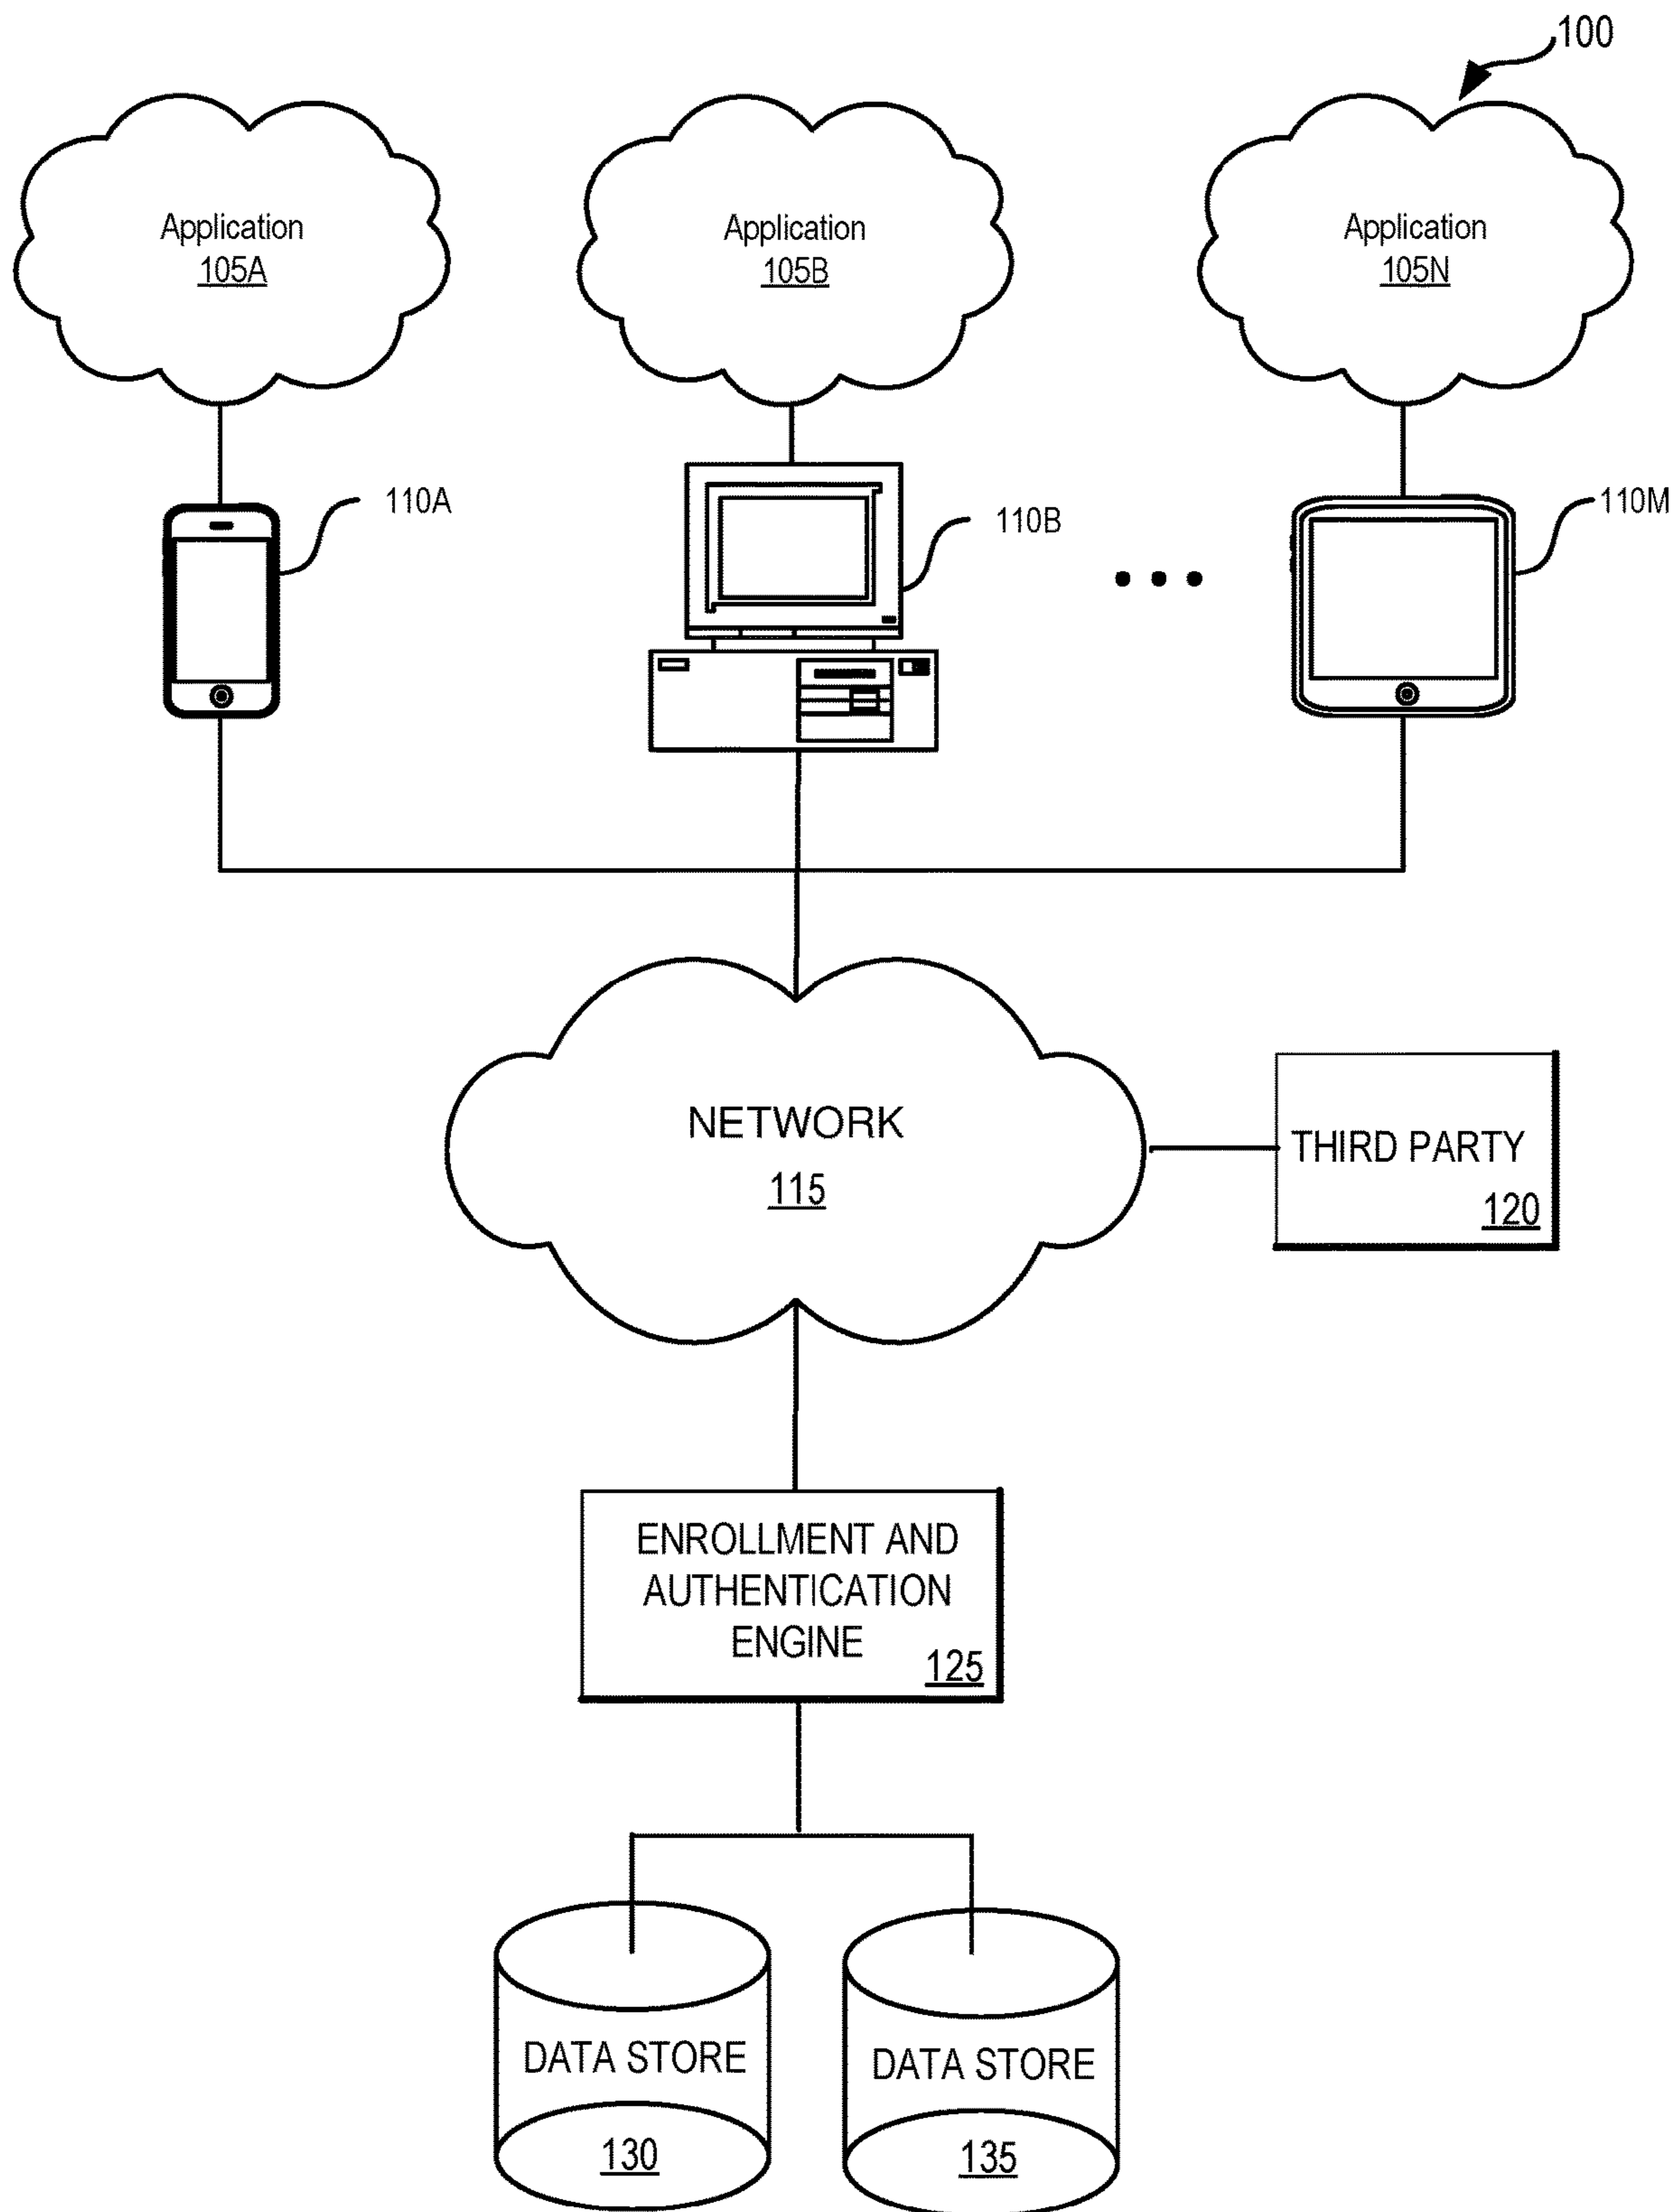 100
Application
105A
Application
105B
Application
105N
110A
110B
110M
NETWORK
115
THIRD PARTY
120
ENROLLMENT AND
AUTHENTICATION
ENGINE
125
DATA STORE
130
DATA STORE
135